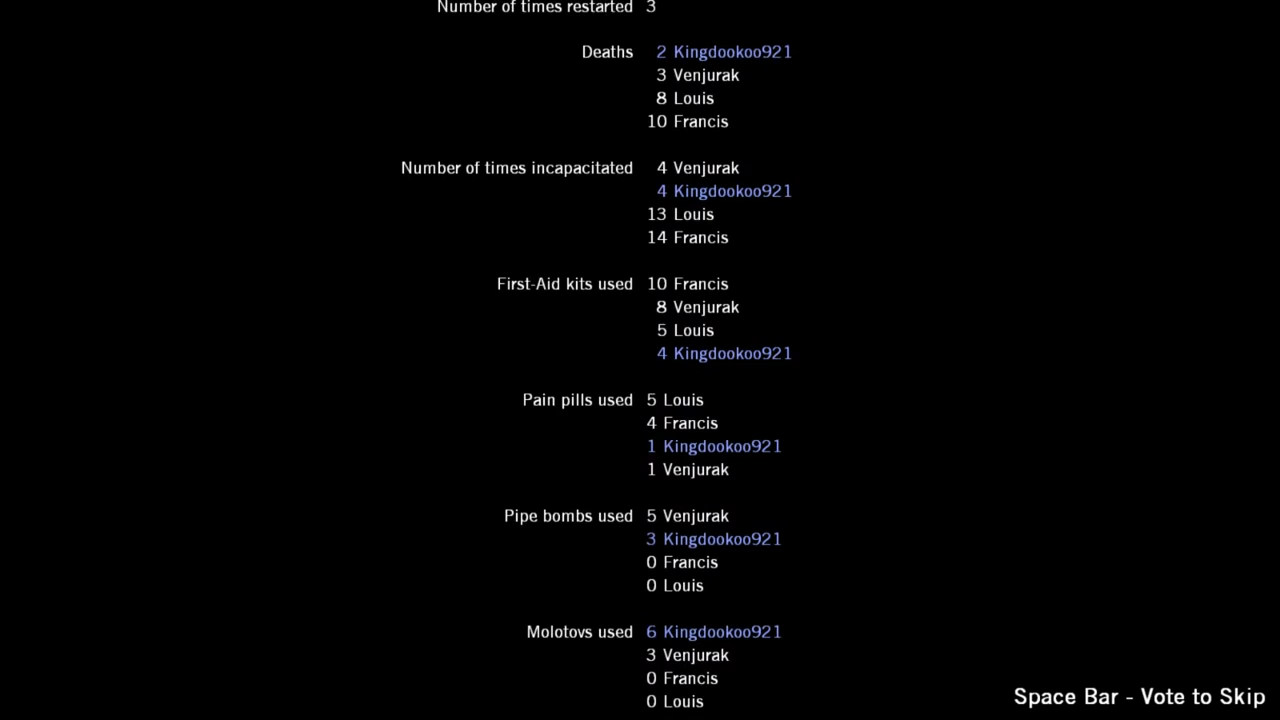 Number of times restarted 3
Deaths 2 Kingdookoo921
3 Venjurak
8 Louis
10 Francis
Number of times incapacitated 4 Venjurak
4 Kingdookoo921
13 Louis
14 Francis
First-Aid kits used 10 Francis
8 Venjurak
5 Louis
4 Kingdookoo921
Pain pills used 5 Louis
4 Francis
1 Kingdookoo921
1 Venjurak
Pipe bombs used 5 Venjurak
3 Kingdookoo921
0 Francis
0 Louis
Molotovs used 6 Kingdookoo921
3 Venjurak
0 Francis
0 Louis
Space Bar - Vote to Skip